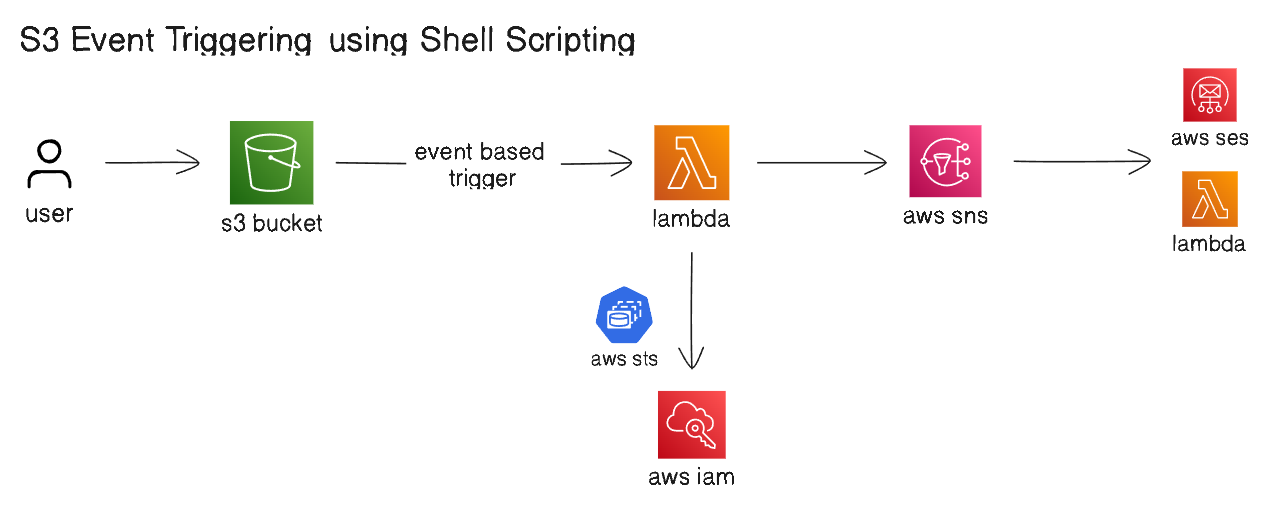 S3 Event Triggering using Shell Scripting
user
s3 bucket
event based
trigger
lambda
aws sns
aws ses
lambda
aws sts
aws iam